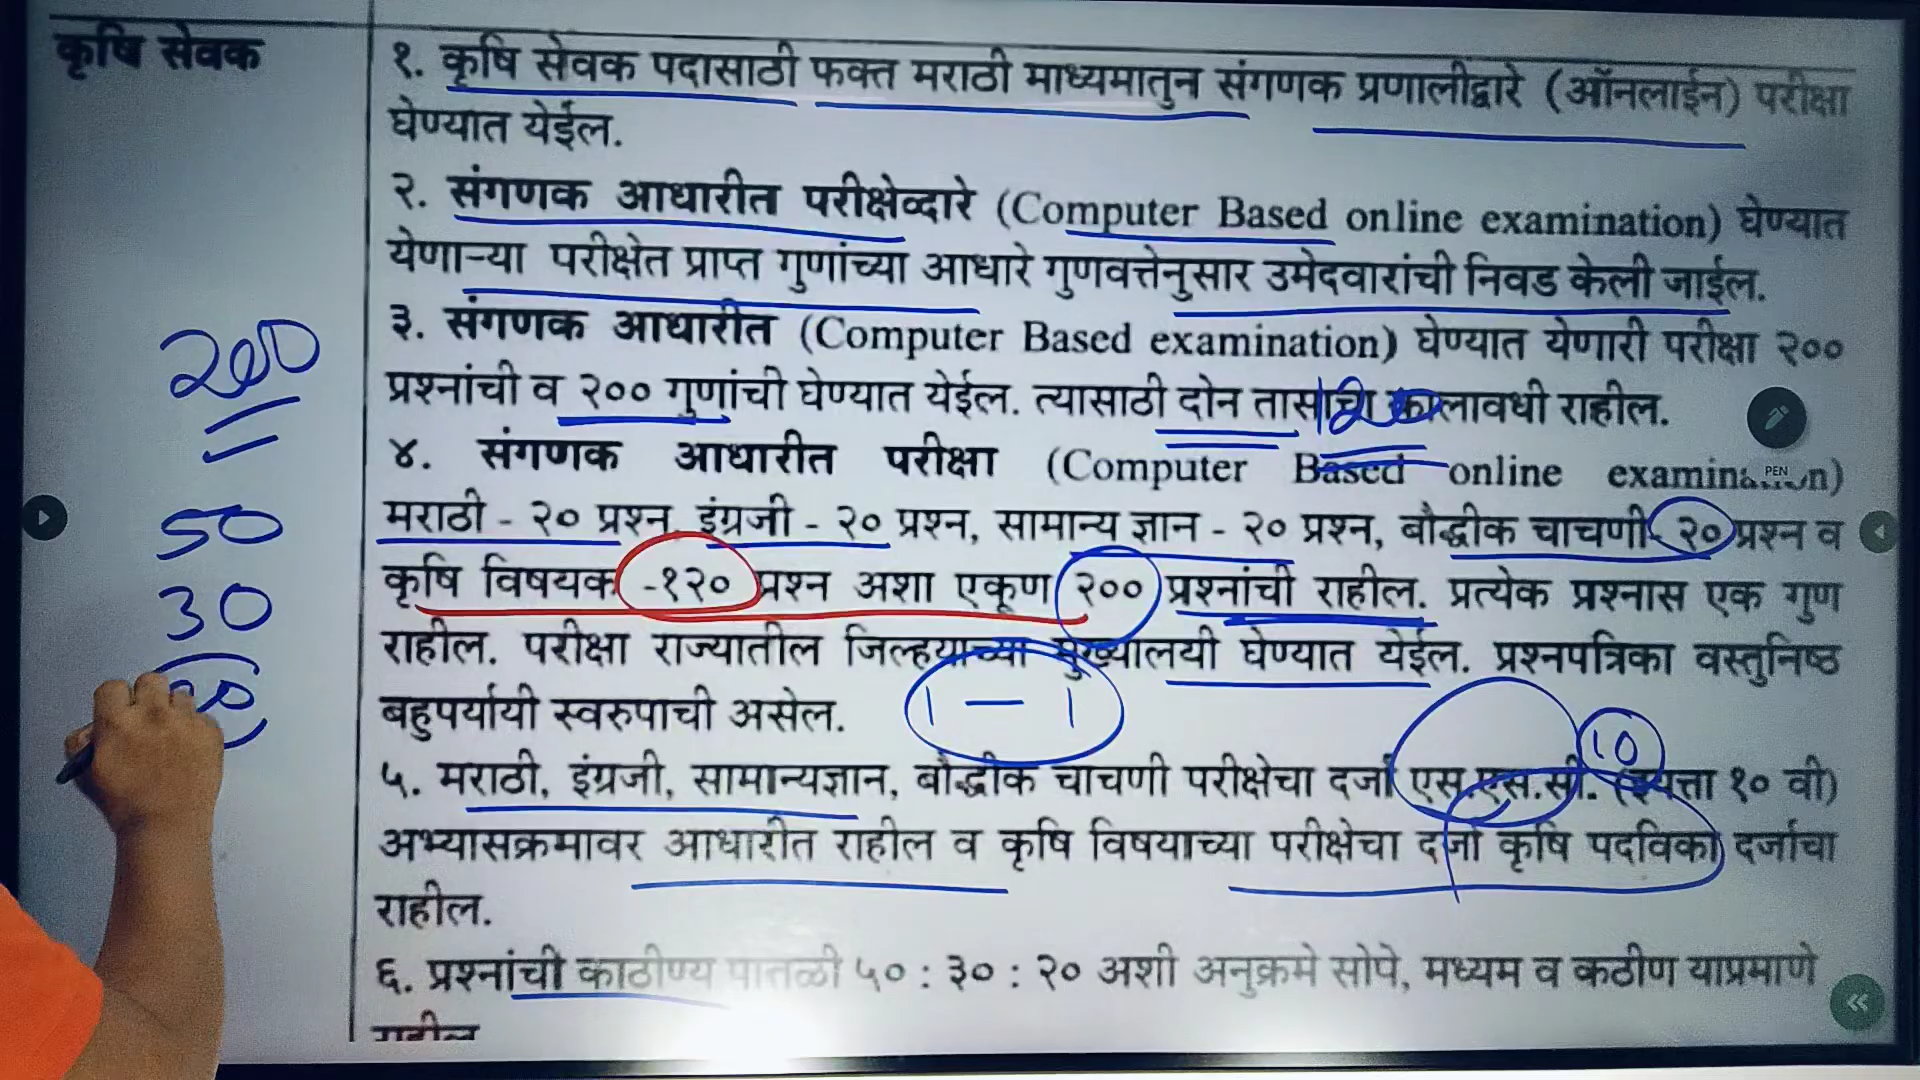 कृषि सेवक
१. कृषि सेवक पदासाठी फक्त मराठी माध्यमातुन संगणक प्रणालीद्वारे (ऑनलाईन) परीक्षा
घेण्यात येईल.
२. संगणक आधारीत परीक्षेव्दारे (Computer Based online examination) घेण्यात
येणाऱ्या परीक्षेत प्राप्त गुणांच्या आधारे गुणवत्तेनुसार उमेदवारांची निवड केली जाईल.
३. संगणक आधारीत (Computer Based examination) घेण्यात येणारी परीक्षा २००
प्रश्नांची व २०० गुणांची घेण्यात येईल. त्यासाठी दोन तासाची कालावधी राहील.
120
४. संगणक आधारीत परीक्षा (Computer Based online examination)
PEN
मराठी - २० प्रश्न, इंग्रजी - २० प्रश्न, सामान्य ज्ञान - २० प्रश्न, बौद्धीक चाचणी- २० प्रश्न व
कृषि विषयक -१२० प्रश्न अशा एकूण २०० प्रश्नांची राहील. प्रत्येक प्रश्नास एक गुण
राहील. परीक्षा राज्यातील जिल्हयाच्या मुख्यालयी घेण्यात येईल. प्रश्नपत्रिका वस्तुनिष्ठ
बहुपर्यायी स्वरुपाची असेल.
1 — 1
10
५. मराठी, इंग्रजी, सामान्यज्ञान, बौद्धीक चाचणी परीक्षेचा दर्जा एस.एस.सी. (इयत्ता १० वी)
अभ्यासक्रमावर आधारीत राहील व कृषि विषयाच्या परीक्षेचा दर्जा कृषि पदविका दर्जाचा
राहील.
६. प्रश्नांची काठीण्य पातळी ५० : ३० : २० अशी अनुक्रमे सोपे, मध्यम व कठीण याप्रमाणे
राहील
200
50
30